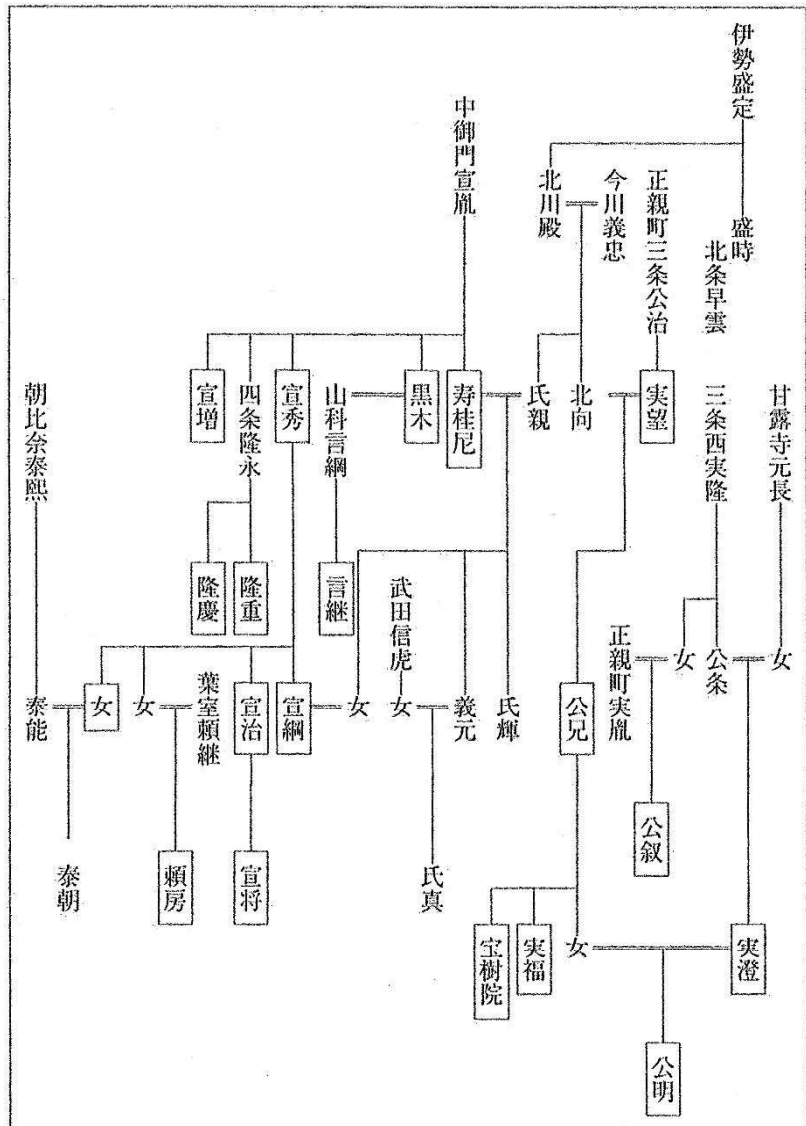 伊勢盛定
盛時
北条早雲
北川殿
今川義忠
正親町三条公治
中御門宣胤
甘露寺元長
三条西実隆
実望
北向
氏親
寿桂尼
黒木
山科言綱
宣秀
四条隆永
宣増
朝比奈泰熙
言継
隆重
隆慶
女
公条
女
正親町実胤
公兄
氏輝
義元
武田信虎
女
女
宣綱
宣治
葉室頼継
女
女
泰能
公叙
氏真
宣将
頼房
泰朝
実澄
女
実福
宝樹院
公明